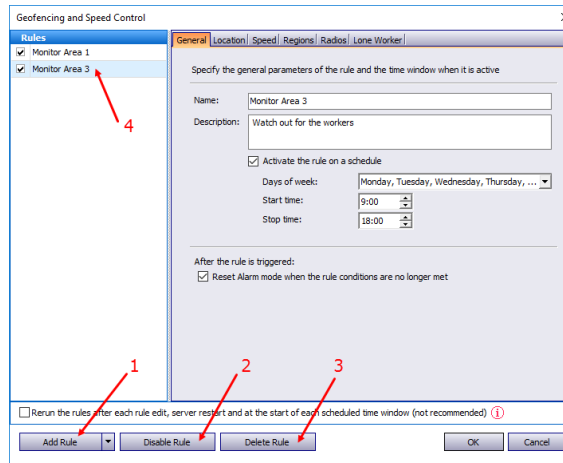 Geofencing and Speed Control
Rules
Monitor Area 1
Monitor Area 3
4
General Location Speed Regions Radios Lone Worker
Specify the general parameters of the rule and the time window when it is active
Name: Monitor Area 3
Description: Watch out for the workers
Activate the rule on a schedule
Days of week: Monday, Tuesday, Wednesday, Thursday, ...
Start time: 9:00
Stop time: 18:00
After the rule is triggered:
Reset Alarm mode when the rule conditions are no longer met
1 2 3
Rerun the rules after each rule edit, server restart and at the start of each scheduled time window (not recommended) i
Add Rule Disable Rule Delete Rule OK Cancel